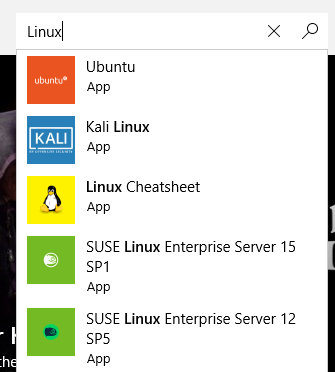 Linux
ubuntu
Ubuntu
App
KALI
Kali Linux
App
Linux Cheatsheet
App
SUSE Linux Enterprise Server 15
SP1
App
SUSE Linux Enterprise Server 12
SP5
App